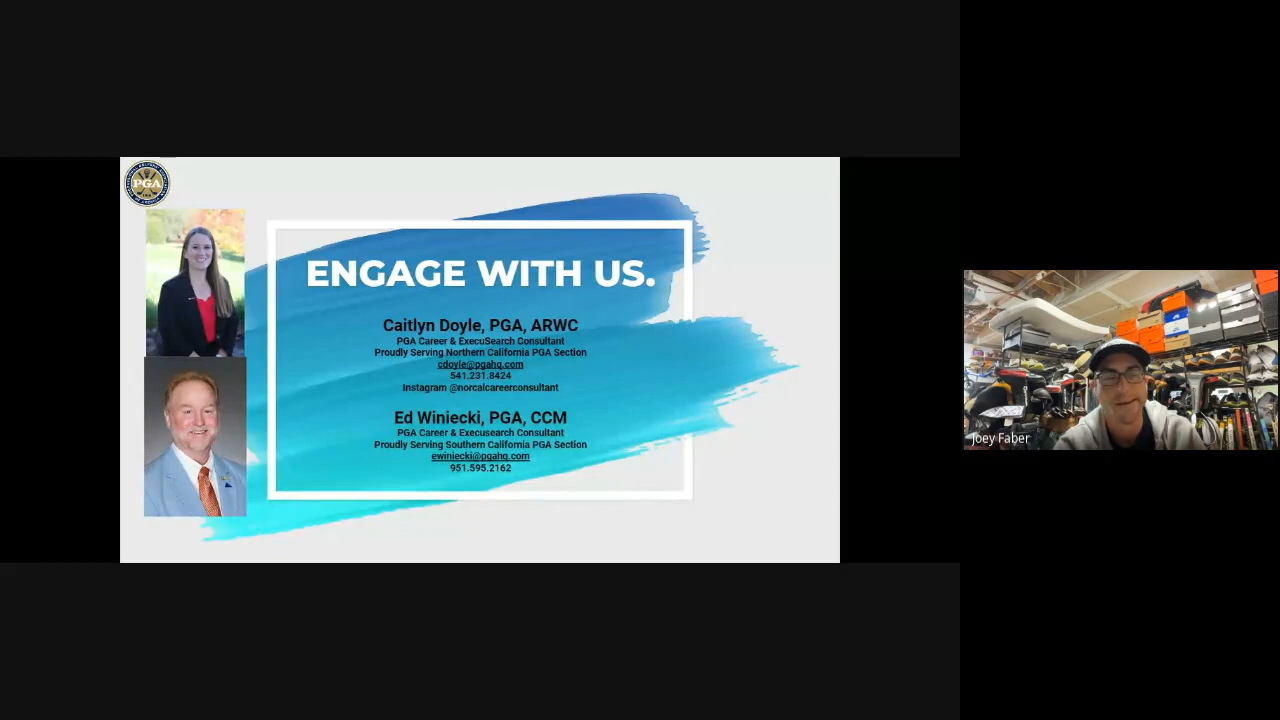 PGA
ENGAGE WITH US.
Caitlyn Doyle, PGA, ARWC
PGA Career & ExecuSearch Consultant
Proudly Serving Northern California PGA Section
cdoyle@pgahq.com
541.231.8424
Instagram @norcalcareerconsultant
Ed Winiecki, PGA, CCM
PGA Career & Execusearch Consultant
Proudly Serving Southern California PGA Section
ewiniecki@pgahq.com
951.595.2162
Joey Faber